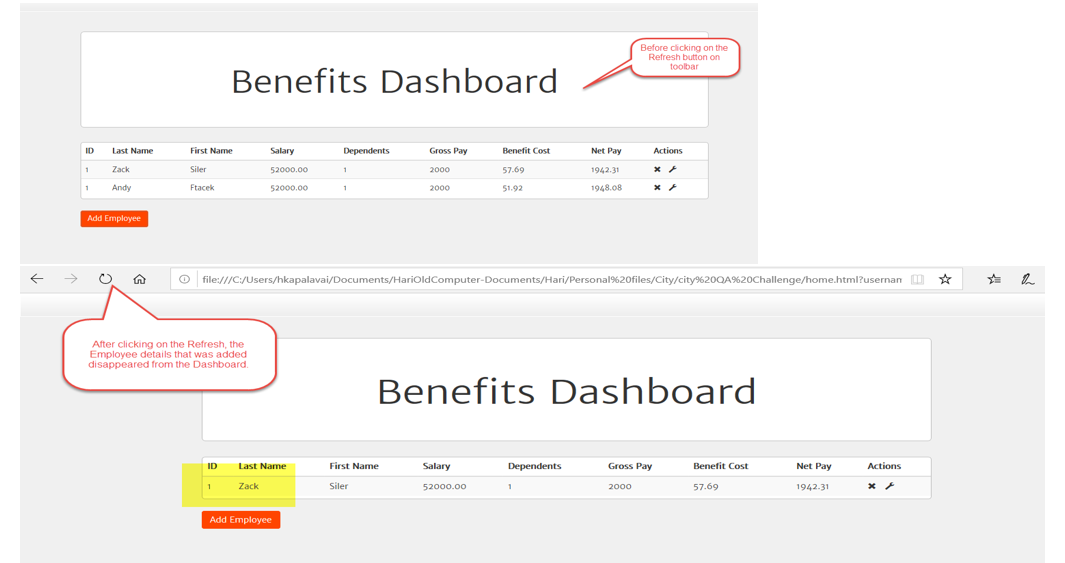 Before clicking on the
Refresh button on
toolbar
Benefits Dashboard
ID Last Name First Name Salary Dependents Gross Pay Benefit Cost Net Pay Actions
1 Zack Siler 52000.00 1 2000 57.69 1942.31
1 Andy Ftacek 52000.00 1 2000 51.92 1948.08
Add Employee
file:///C:/Users/hkapalavai/Documents/HariOldComputer-Documents/Hari/Personal%20files/City/city%20QA%20Challenge/home.html?usernam
After clicking on the Refresh, the
Employee details that was added
disappeared from the Dashboard.
Benefits Dashboard
ID Last Name First Name Salary Dependents Gross Pay Benefit Cost Net Pay Actions
1 Zack Siler 52000.00 1 2000 57.69 1942.31
Add Employee